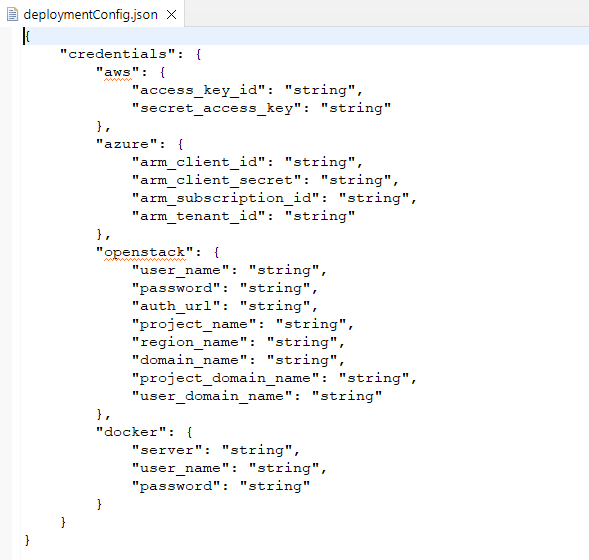 deploymentConfig.json
{
    "credentials": {
        "aws": {
            "access_key_id": "string",
            "secret_access_key": "string"
        },
        "azure": {
            "arm_client_id": "string",
            "arm_client_secret": "string",
            "arm_subscription_id": "string",
            "arm_tenant_id": "string"
        },
        "openstack": {
            "user_name": "string",
            "password": "string",
            "auth_url": "string",
            "project_name": "string",
            "region_name": "string",
            "domain_name": "string",
            "project_domain_name": "string",
            "user_domain_name": "string"
        },
        "docker": {
            "server": "string",
            "user_name": "string",
            "password": "string"
        }
    }
}